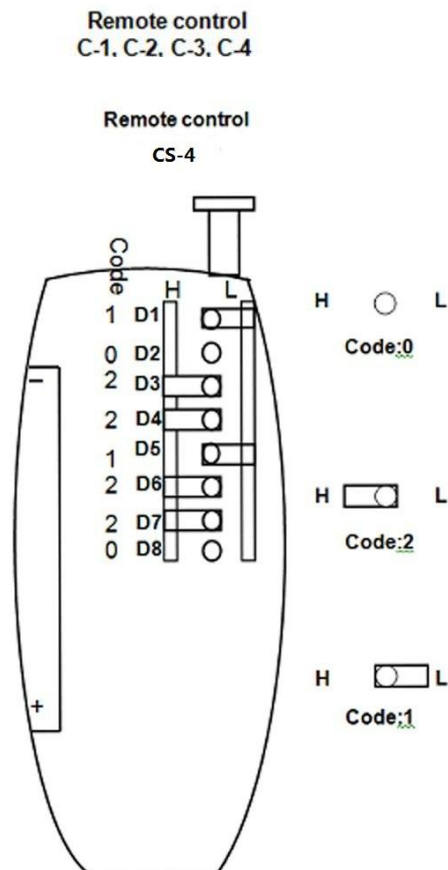 Remote control
C-1, C-2, C-3, C-4
Remote control
CS-4
Code
H L
1 D1
0 D2
2 D3
2 D4
1 D5
2 D6
2 D7
0 D8
−
+
H L
Code:0
H L
Code:2
H L
Code:1